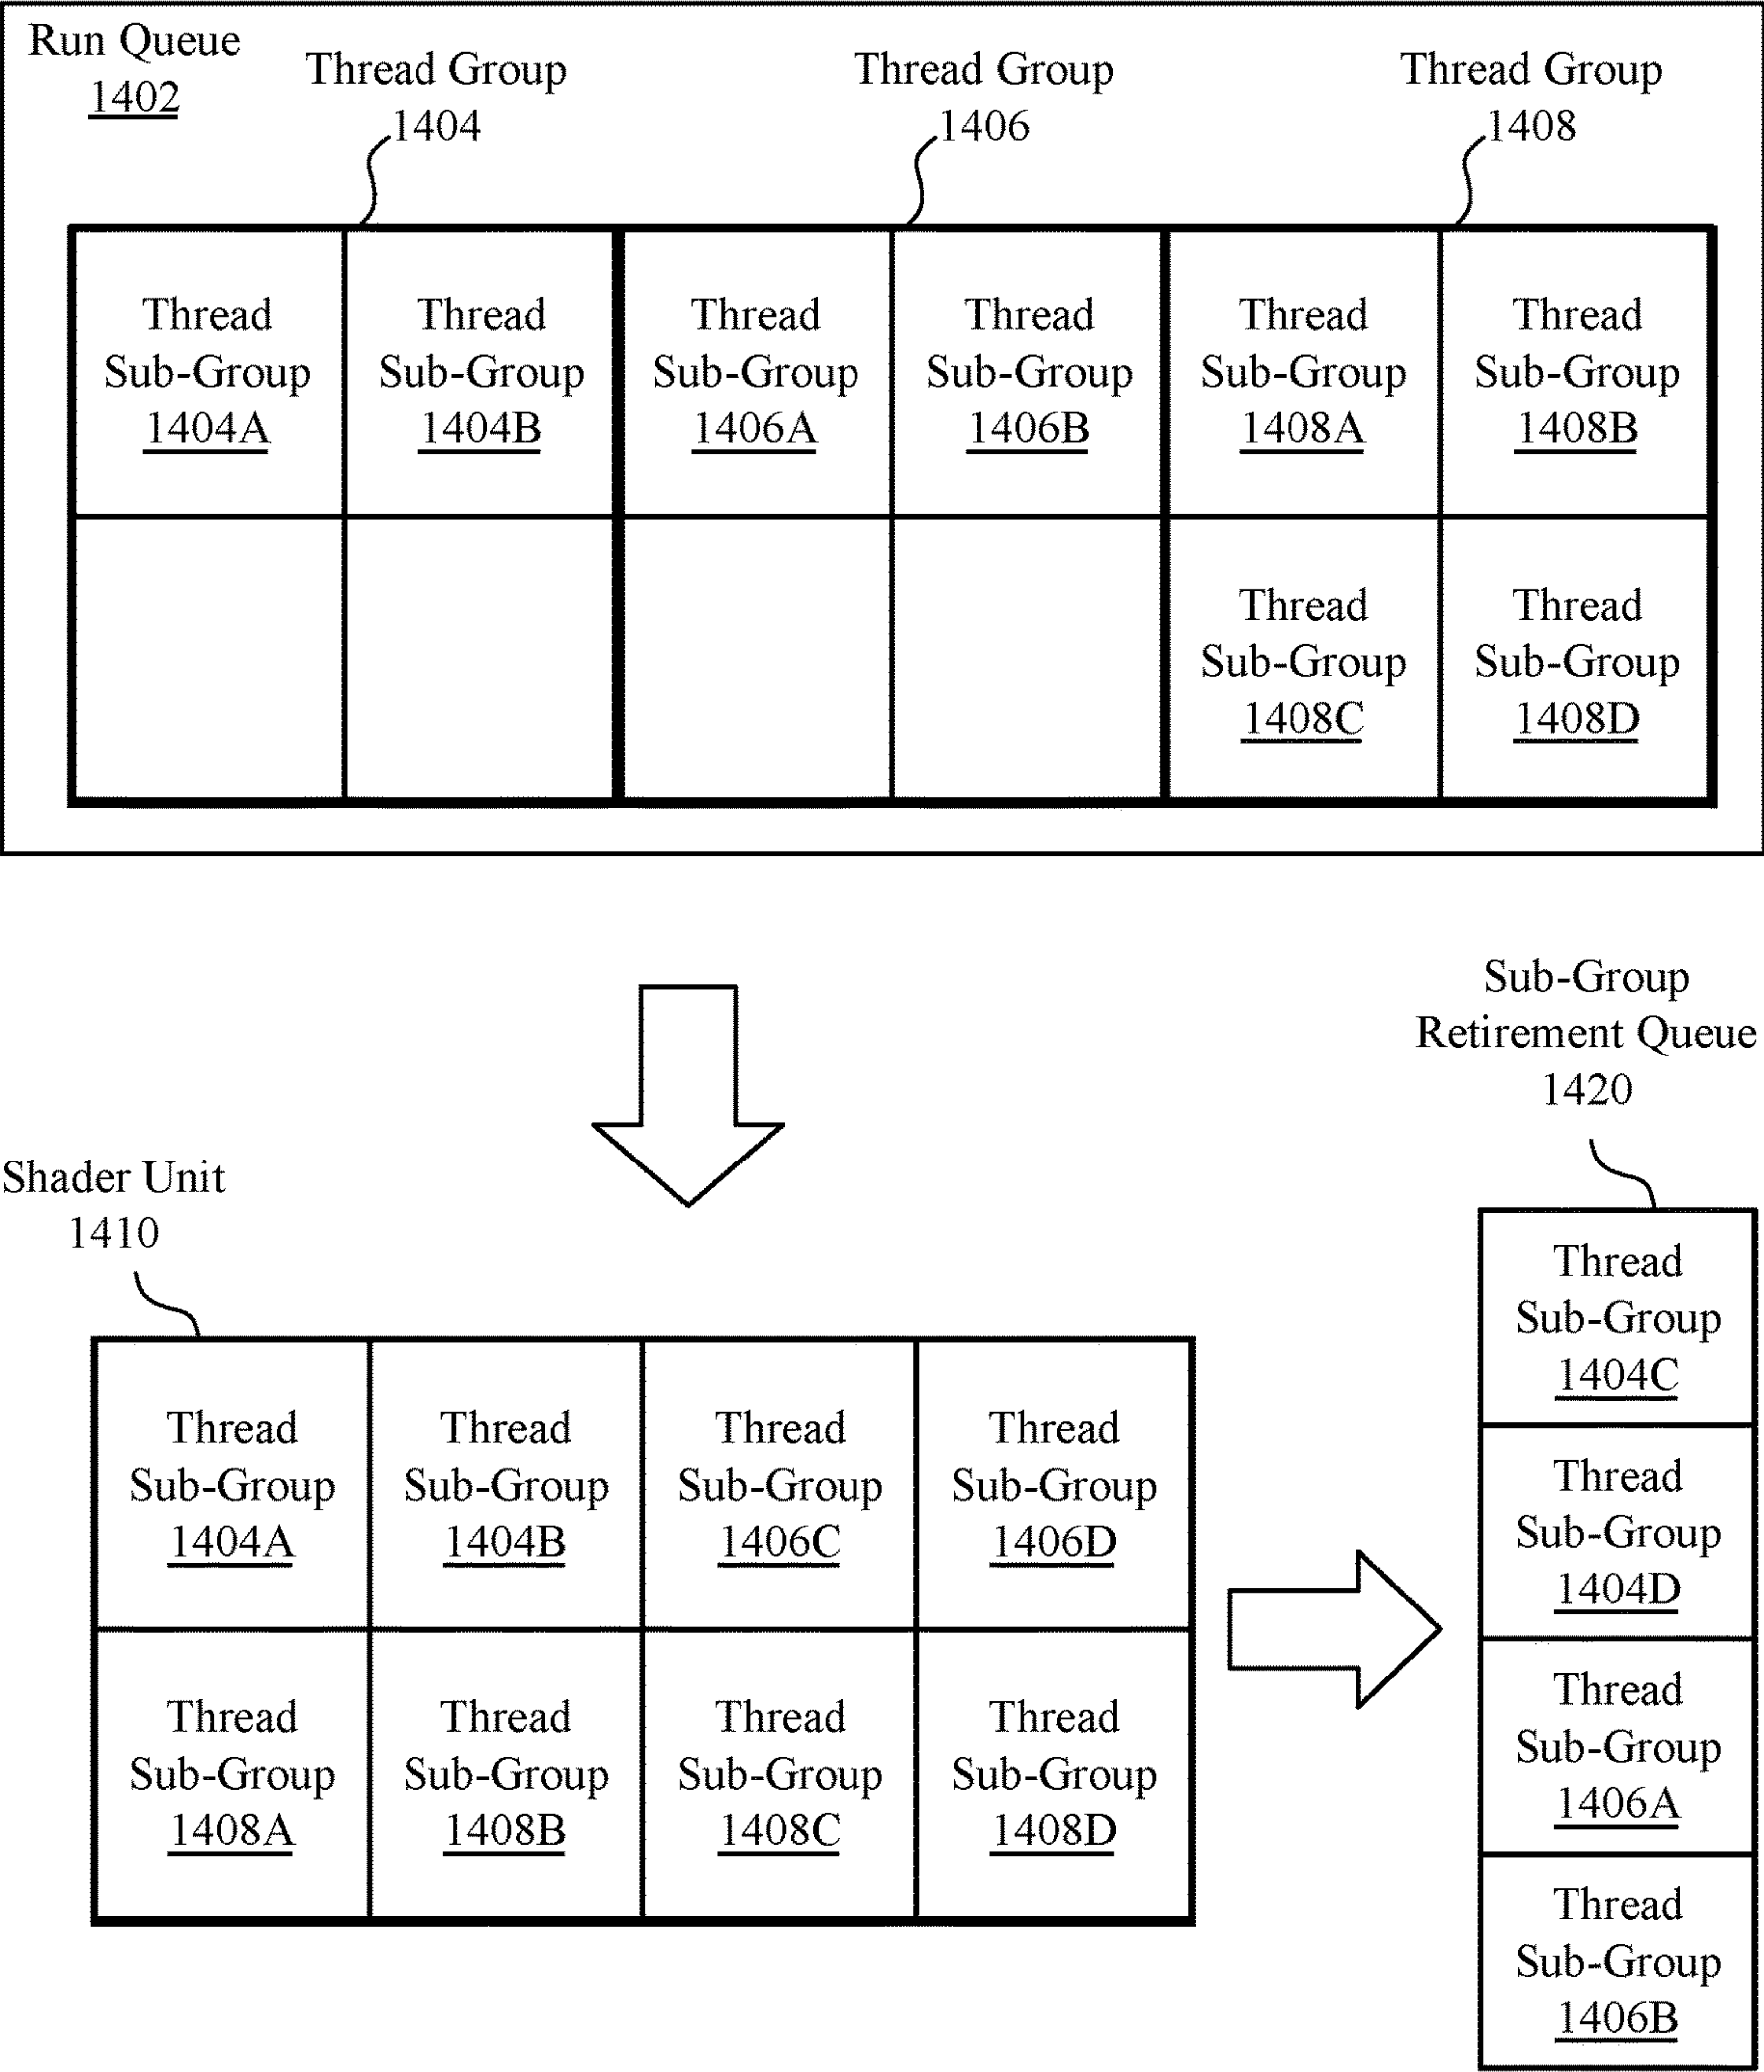 Run Queue
1402
Thread Group
1404
Thread Group
1406
Thread Group
1408
Thread
Sub-Group
1404A
Thread
Sub-Group
1404B
Thread
Sub-Group
1406A
Thread
Sub-Group
1406B
Thread
Sub-Group
1408A
Thread
Sub-Group
1408B
Thread
Sub-Group
1408C
Thread
Sub-Group
1408D
Shader Unit
1410
Thread
Sub-Group
1404A
Thread
Sub-Group
1404B
Thread
Sub-Group
1406C
Thread
Sub-Group
1406D
Thread
Sub-Group
1408A
Thread
Sub-Group
1408B
Thread
Sub-Group
1408C
Thread
Sub-Group
1408D
Sub-Group
Retirement Queue
1420
Thread
Sub-Group
1404C
Thread
Sub-Group
1404D
Thread
Sub-Group
1406A
Thread
Sub-Group
1406B